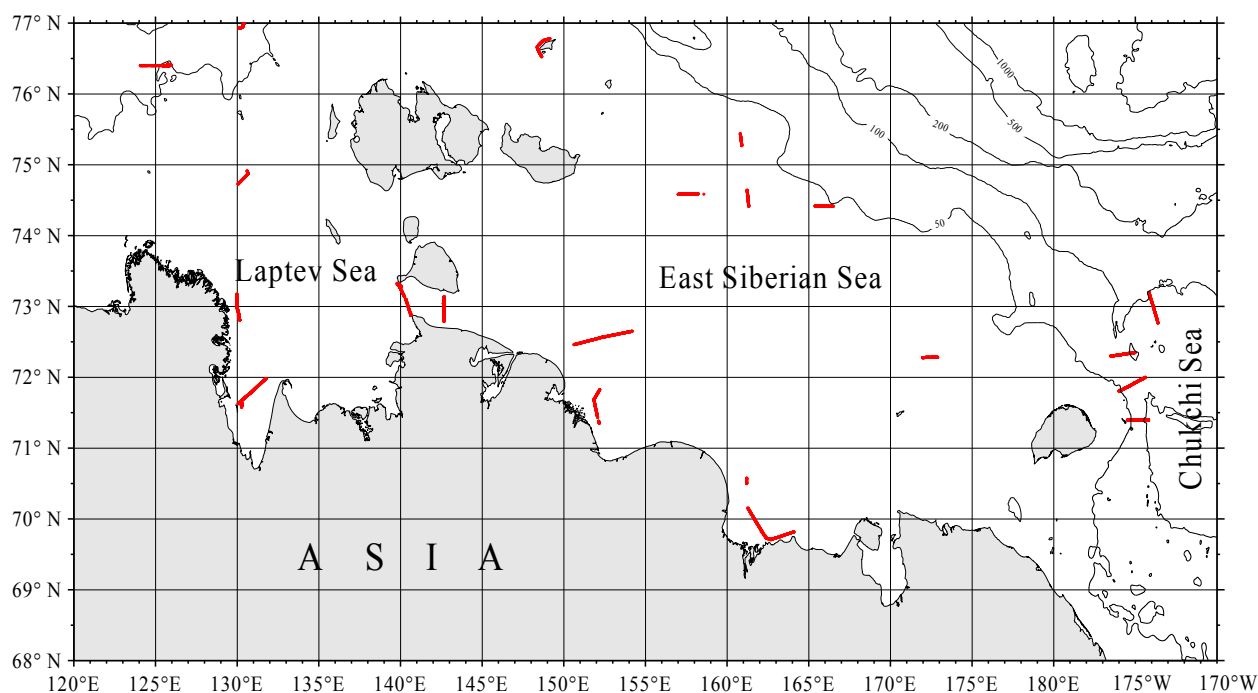 77° N
76° N
75° N
74° N
73° N
72° N
71° N
70° N
69° N
68° N
1000
500
200
100
50
Laptev Sea
East Siberian Sea
Chukchi Sea
A S I A
120°E 125°E 130°E 135°E 140°E 145°E 150°E 155°E 160°E 165°E 170°E 175°E 180°E 175°W 170°W